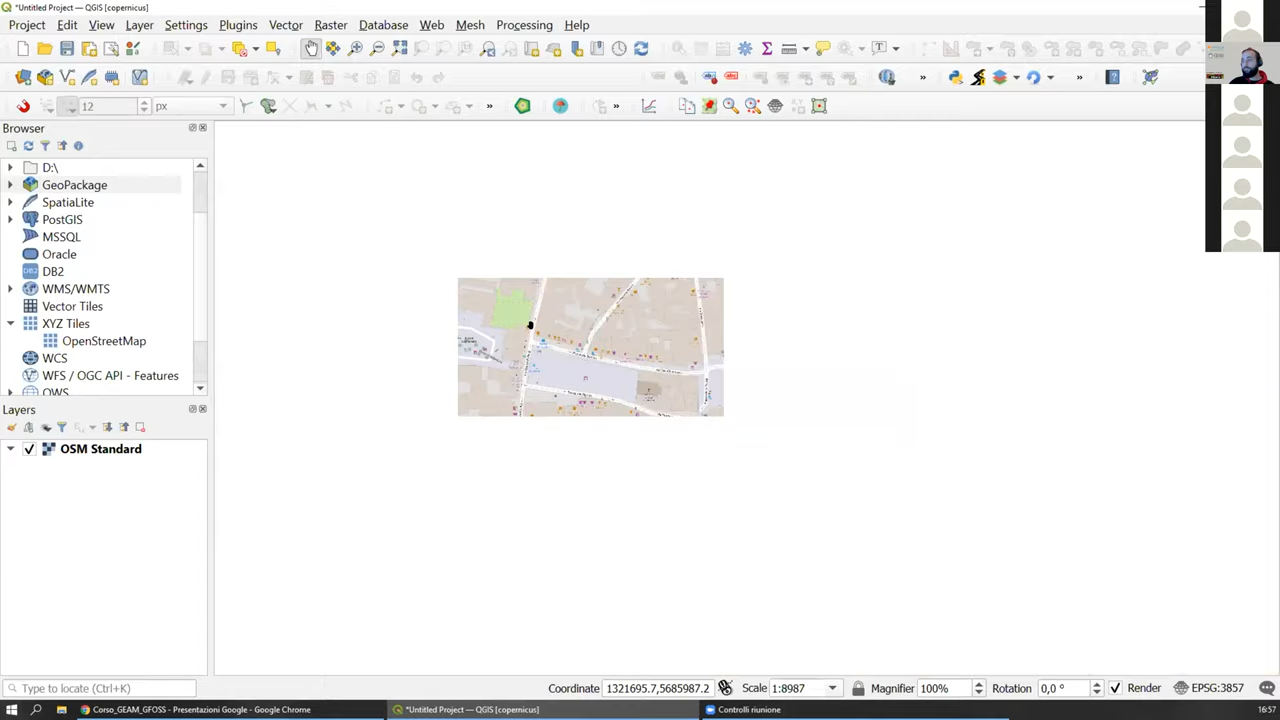 *Untitled Project — QGIS [copernicus]
Project Edit View Layer Settings Plugins Vector Raster Database Web Mesh Processing Help
12 px
Browser
D:\
GeoPackage
SpatiaLite
PostGIS
MSSQL
Oracle
DB2
WMS/WMTS
Vector Tiles
XYZ Tiles
OpenStreetMap
WCS
WFS / OGC API - Features
OWS
Layers
OSM Standard
Type to locate (Ctrl+K)
Coordinate 1321695.7,5685987.2 Scale 1:8987 Magnifier 100% Rotation 0,0 ° Render EPSG:3857
Corso_GEAM_GFOSS - Presentazioni Google - Google Chrome
*Untitled Project — QGIS [copernicus]
Controlli riunione
16:57